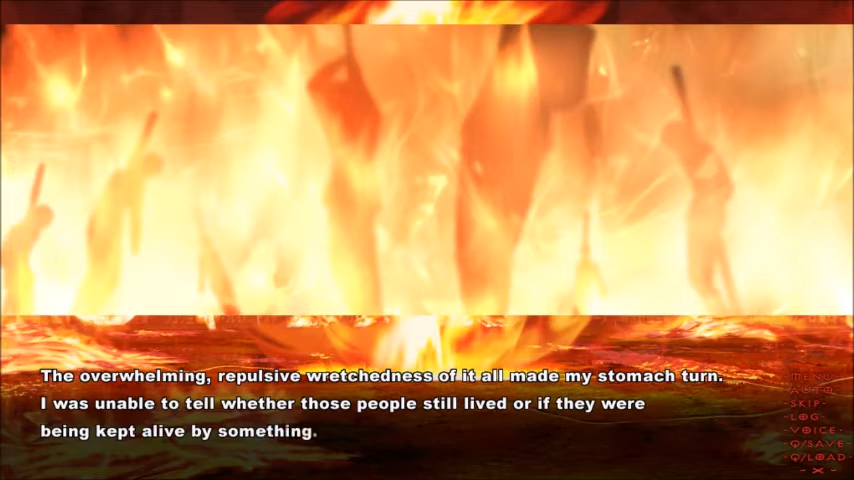 The overwhelming, repulsive wretchedness of it all made my stomach turn.
I was unable to tell whether those people still lived or if they were
being kept alive by something.
MENU
AUTO
SKIP
LOG
VOICE
Q/SAVE
Q/LOAD
X